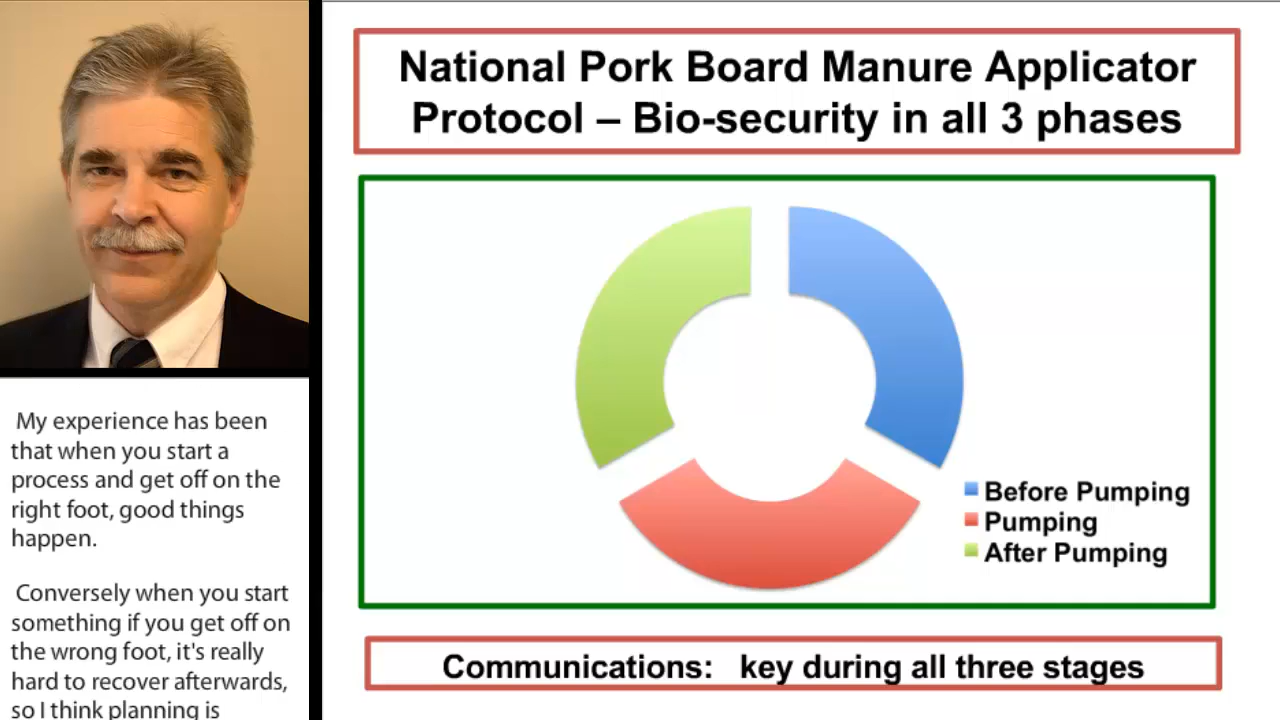 National Pork Board Manure Applicator
Protocol – Bio-security in all 3 phases
Before Pumping
Pumping
After Pumping
Communications: key during all three stages
My experience has been
that when you start a
process and get off on the
right foot, good things
happen.
Conversely when you start
something if you get off on
the wrong foot, it's really
hard to recover afterwards,
so I think planning is